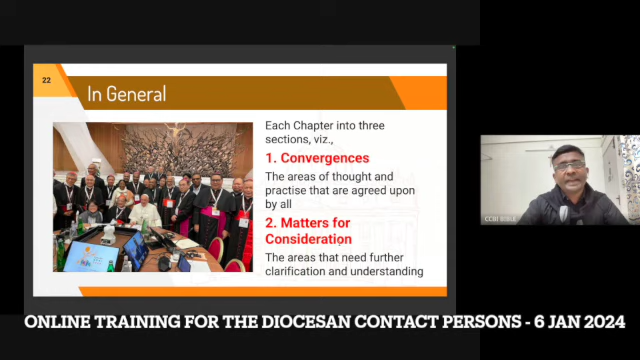 22
In General
Each Chapter into three
sections, viz.,
1. Convergences
The areas of thought and
practise that are agreed upon
by all
2. Matters for
Consideration
The areas that need further
clarification and understanding
CCBI BIBLE
ONLINE TRAINING FOR THE DIOCESAN CONTACT PERSONS - 6 JAN 2024